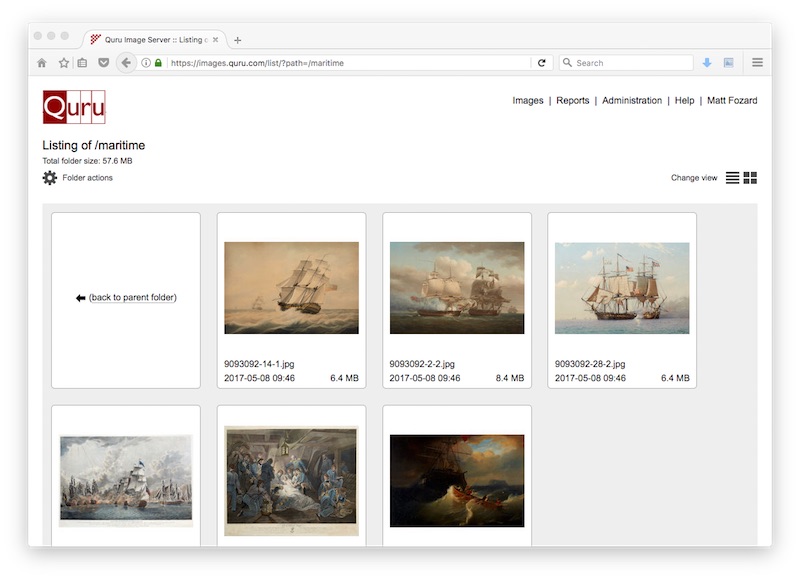 Quru Image Server :: Listing o
https://images.quru.com/list/?path=/maritime
Search
Quru
Images | Reports | Administration | Help | Matt Fozard
Listing of /maritime
Total folder size: 57.6 MB
Folder actions
Change view
(back to parent folder)
9093092-14-1.jpg
2017-05-08 09:46 6.4 MB
9093092-2-2.jpg
2017-05-08 09:46 8.4 MB
9093092-28-2.jpg
2017-05-08 09:46 6.4 MB